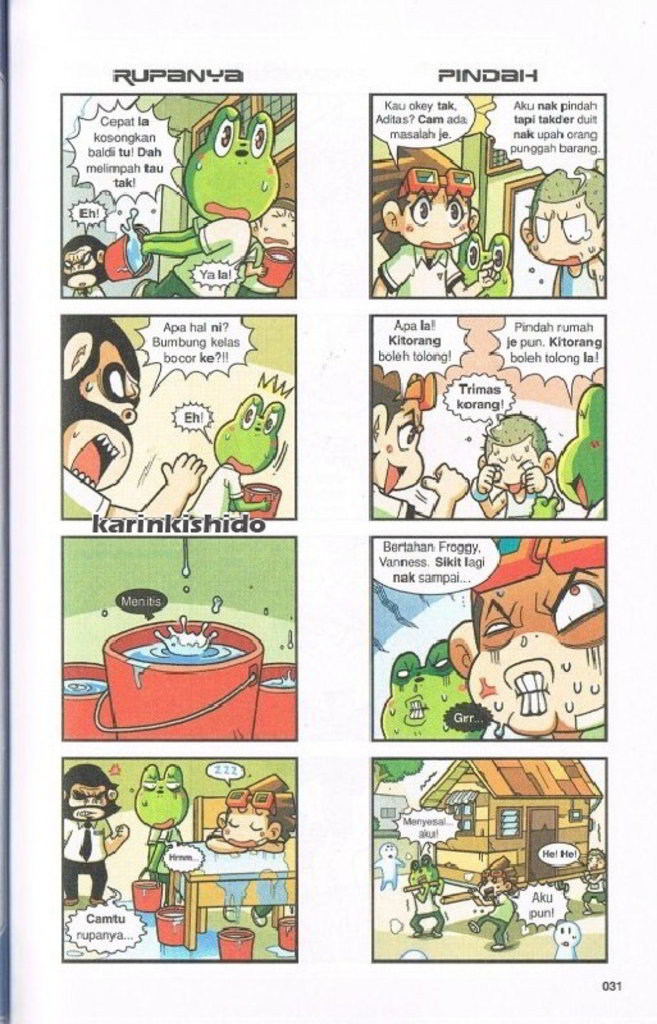 RUPANYA
Cepat la
kosongkan
baldi tu! Dah
melimpah tau
tak!
Eh!
Ya la!
Apa hal ni?
Bumbung kelas
bocor ke?!!
Eh!
karinkishido
Menitis
zzz
Hmm...
Camtu
rupanya...
PINDAH
Kau okey tak,
Aditas? Cam ada
masalah je.
Aku nak pindah
tapi takder duit
nak upah orang
punggah barang.
Apa la!
Kitorang
boleh tolong!
Pindah rumah
je pun. Kitorang
boleh tolong la!
Trimas
korang!
Bertahan Froggy,
Vanness. Sikit lagi
nak sampai...
Grr...
Menyesal...
aku!
He! He!
Aku
pun!
031